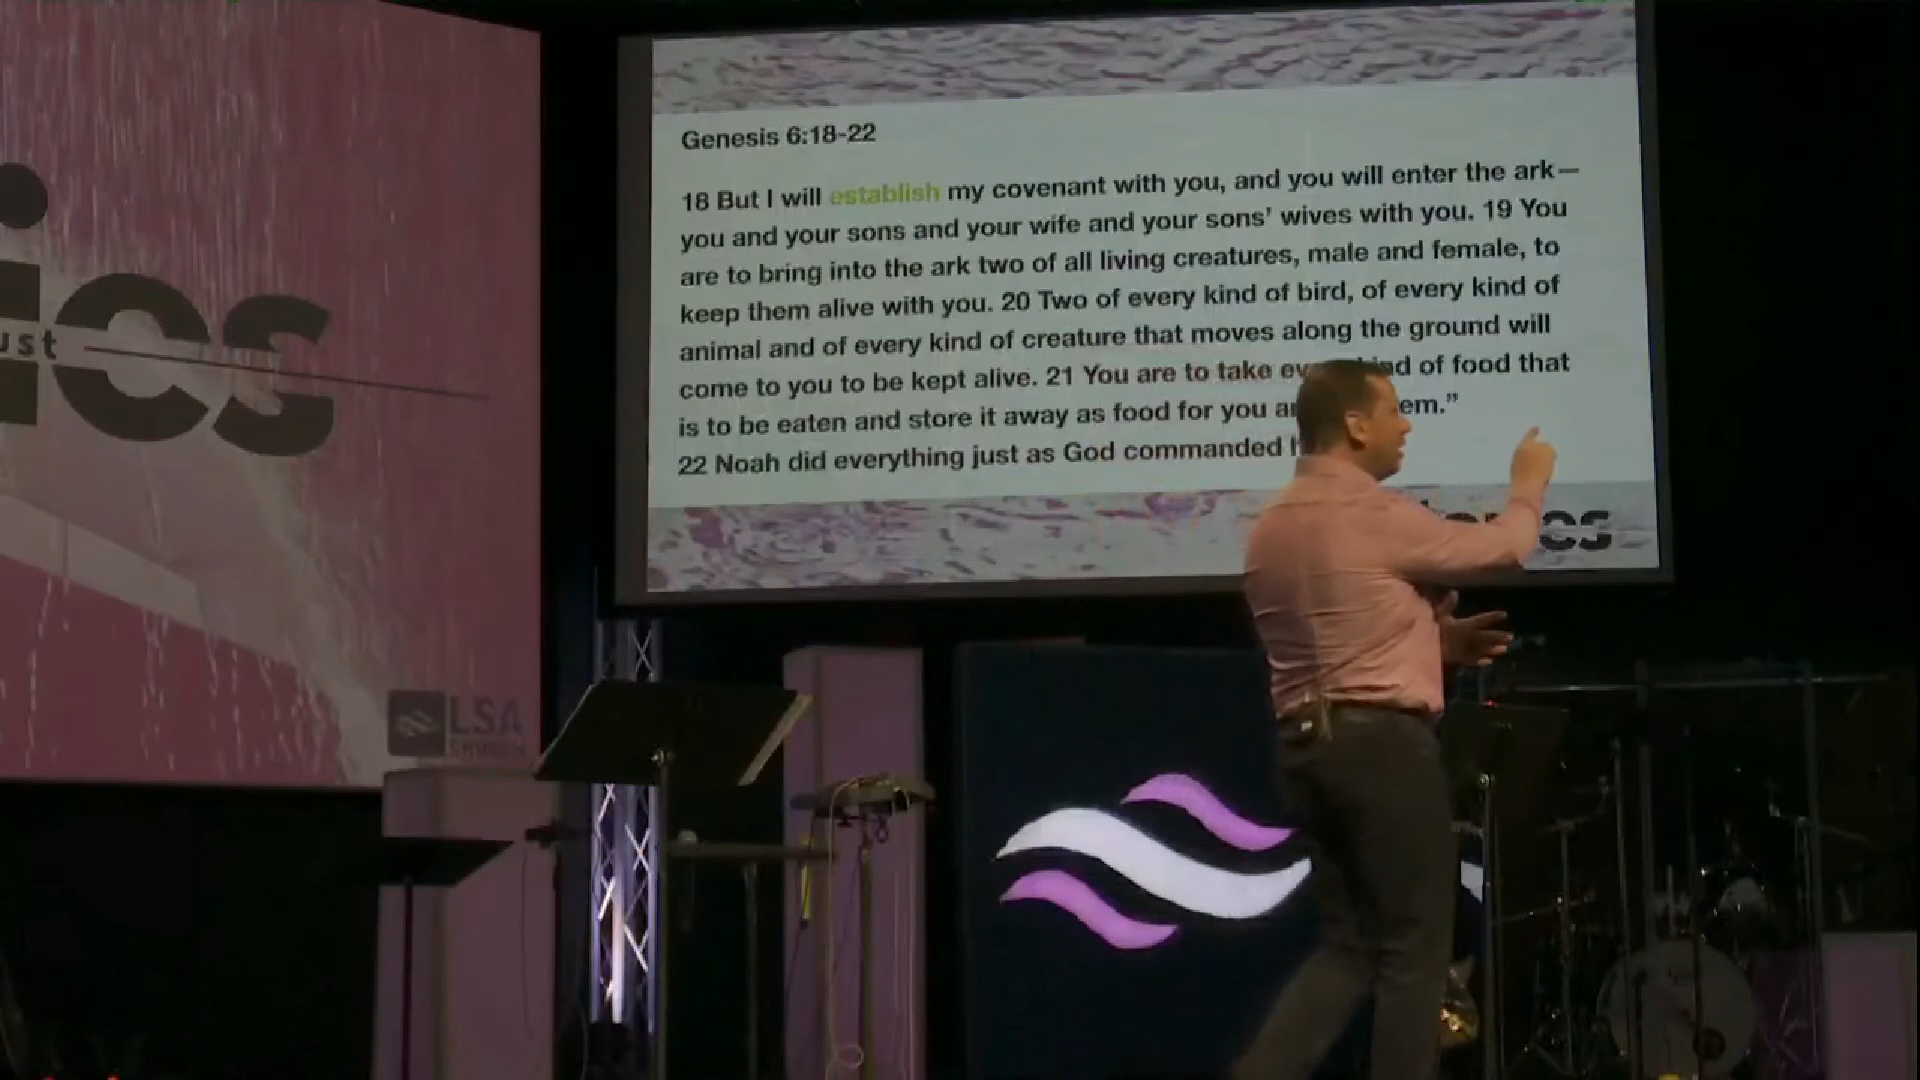 Genesis 6:18-22
18 But I will establish my covenant with you, and you will enter the ark—
you and your sons and your wife and your sons' wives with you. 19 You
are to bring into the ark two of all living creatures, male and female, to
keep them alive with you. 20 Two of every kind of bird, of every kind of
animal and of every kind of creature that moves along the ground will
come to you to be kept alive. 21 You are to take of food that
is to be eaten and store it away as food for you
22 Noah did everything just as God commanded
LSA
CHURCH